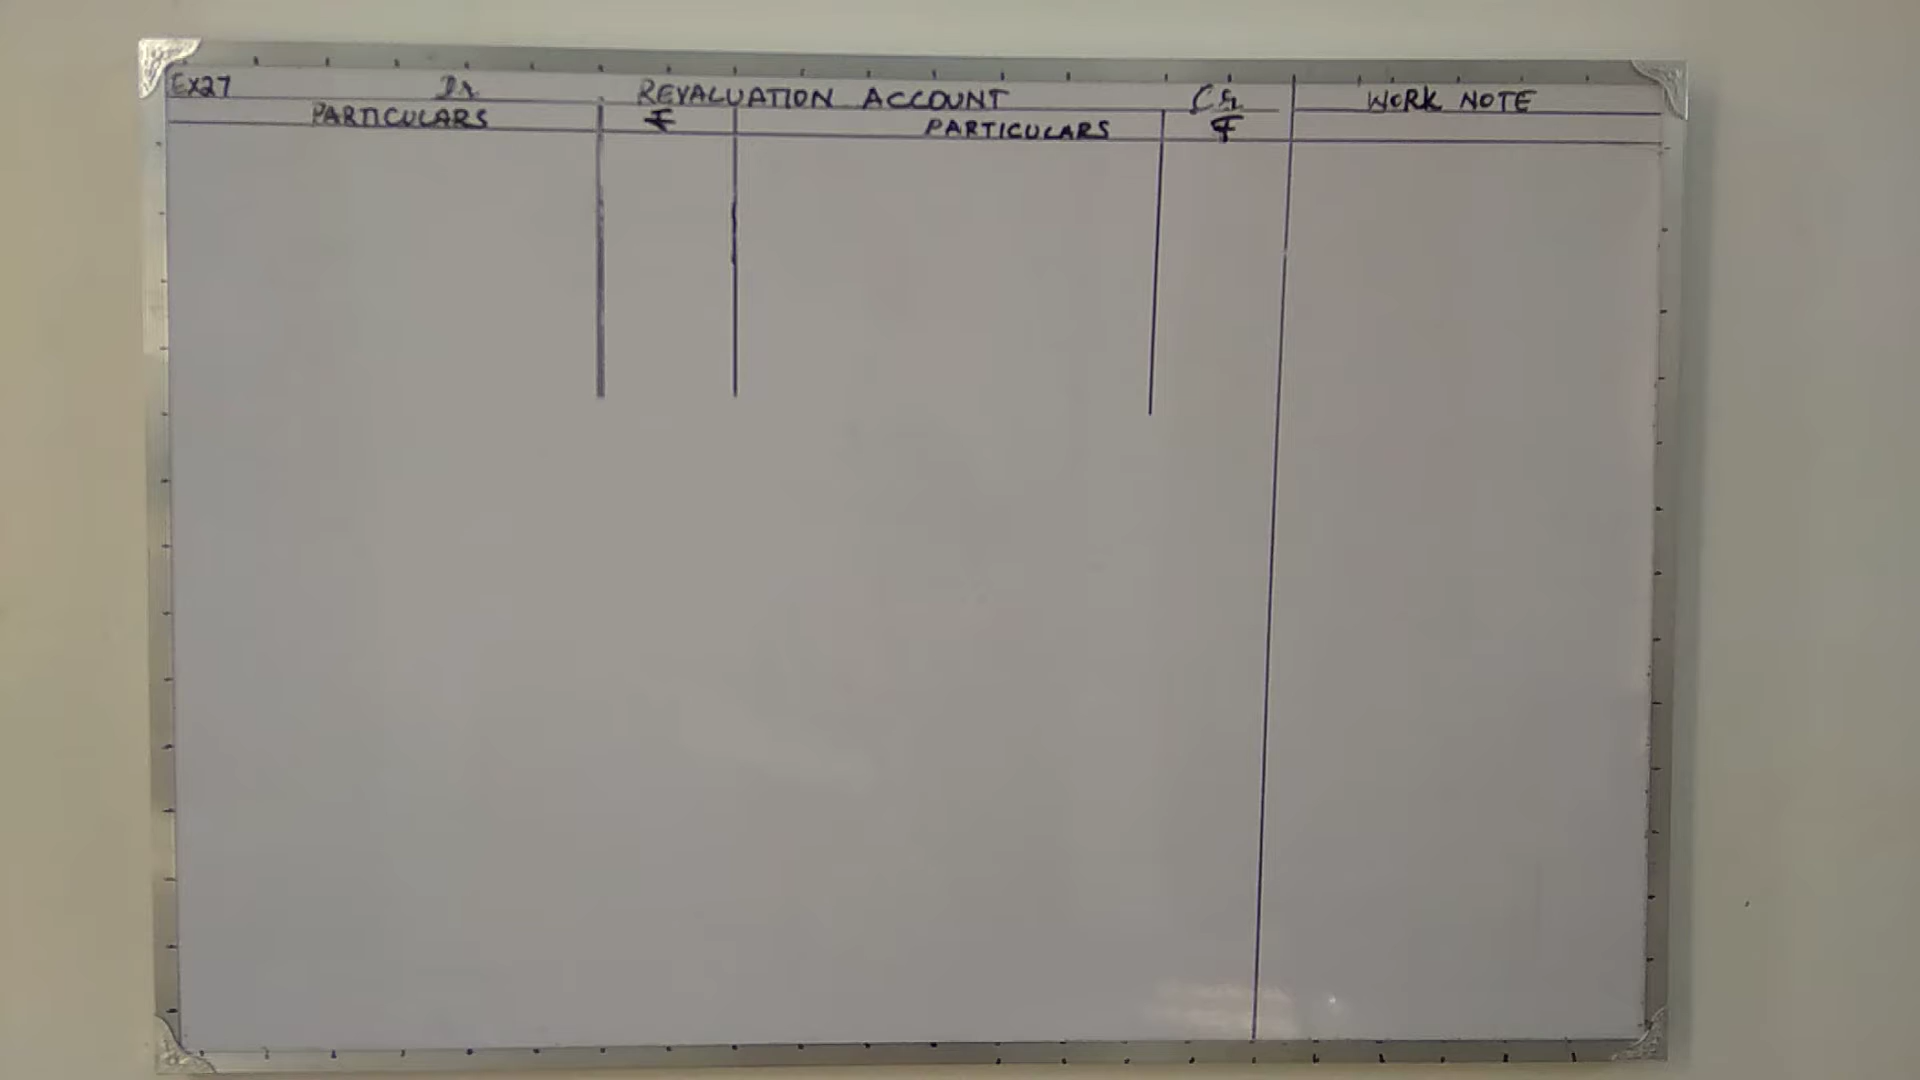 Ex27 Dr REVALUATION ACCOUNT Cr WORK NOTE
PARTICULARS ₹ PARTICULARS ₹